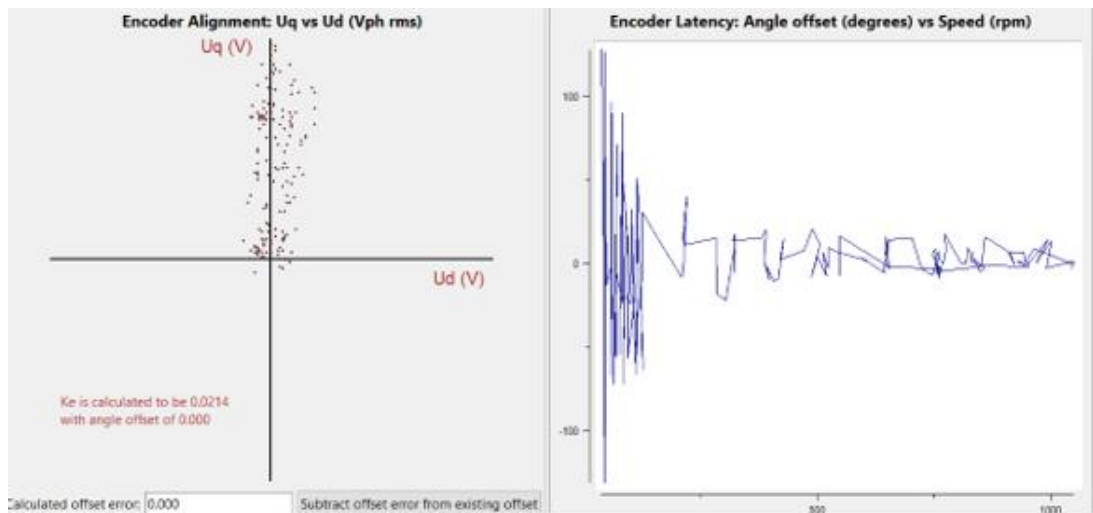 Encoder Alignment: Uq vs Ud (Vph rms)
Uq (V)
Ud (V)
Ke is calculated to be 0.0214
with angle offset of 0.000
Calculated offset error: 0.000 Subtract offset error from existing offset
Encoder Latency: Angle offset (degrees) vs Speed (rpm)
100
0
-100
500
1000